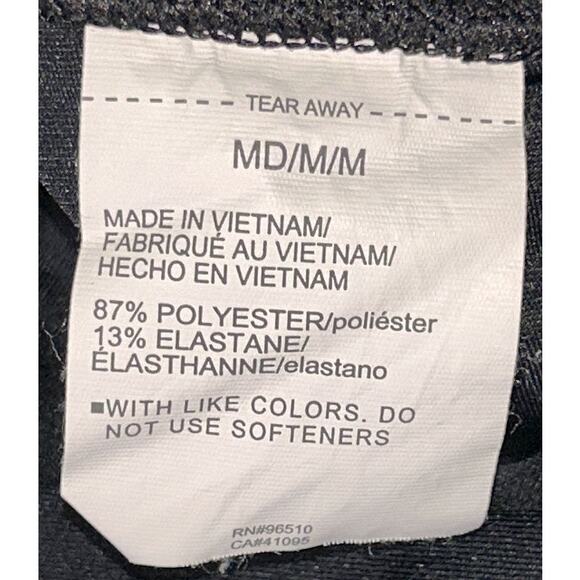 TEAR AWAY
MD/M/M
MADE IN VIETNAM/
FABRIQUÉ AU VIETNAM/
HECHO EN VIETNAM
87% POLYESTER/poliéster
13% ELASTANE/
ÉLASTHANNE/elastano
■WITH LIKE COLORS. DO
NOT USE SOFTENERS
RN#96510
CA#41095